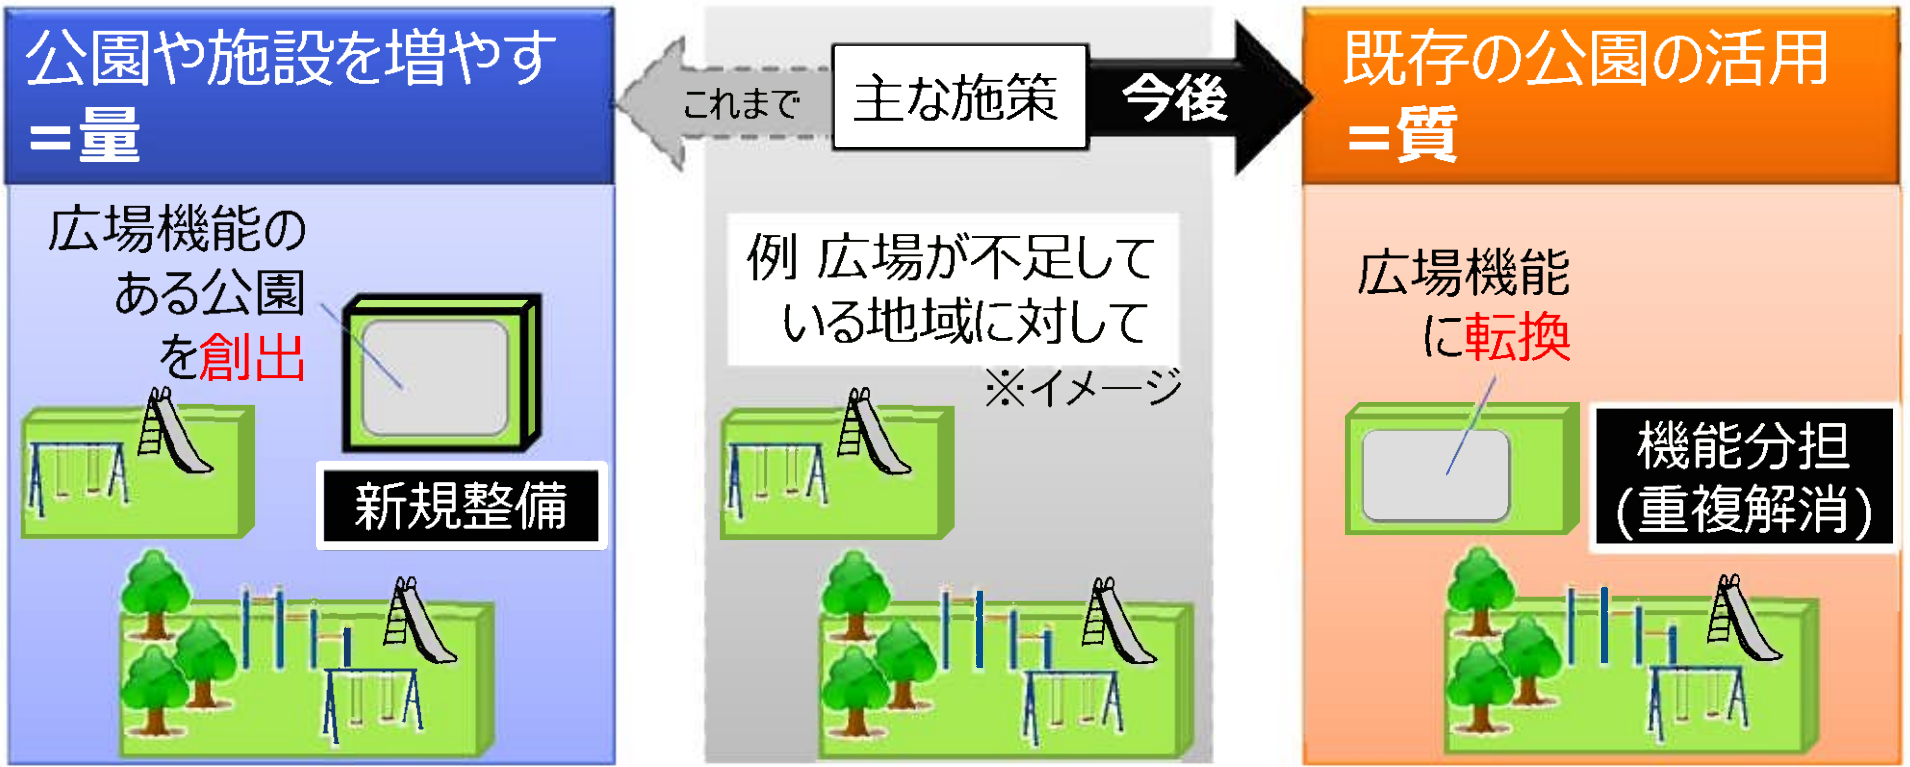 公園や施設を増やす
=量
これまで
主な施策
今後
既存の公園の活用
=質
広場機能の
ある公園
を創出
新規整備
例 広場が不足して
いる地域に対して
※イメージ
広場機能
に転換
機能分担
(重複解消)